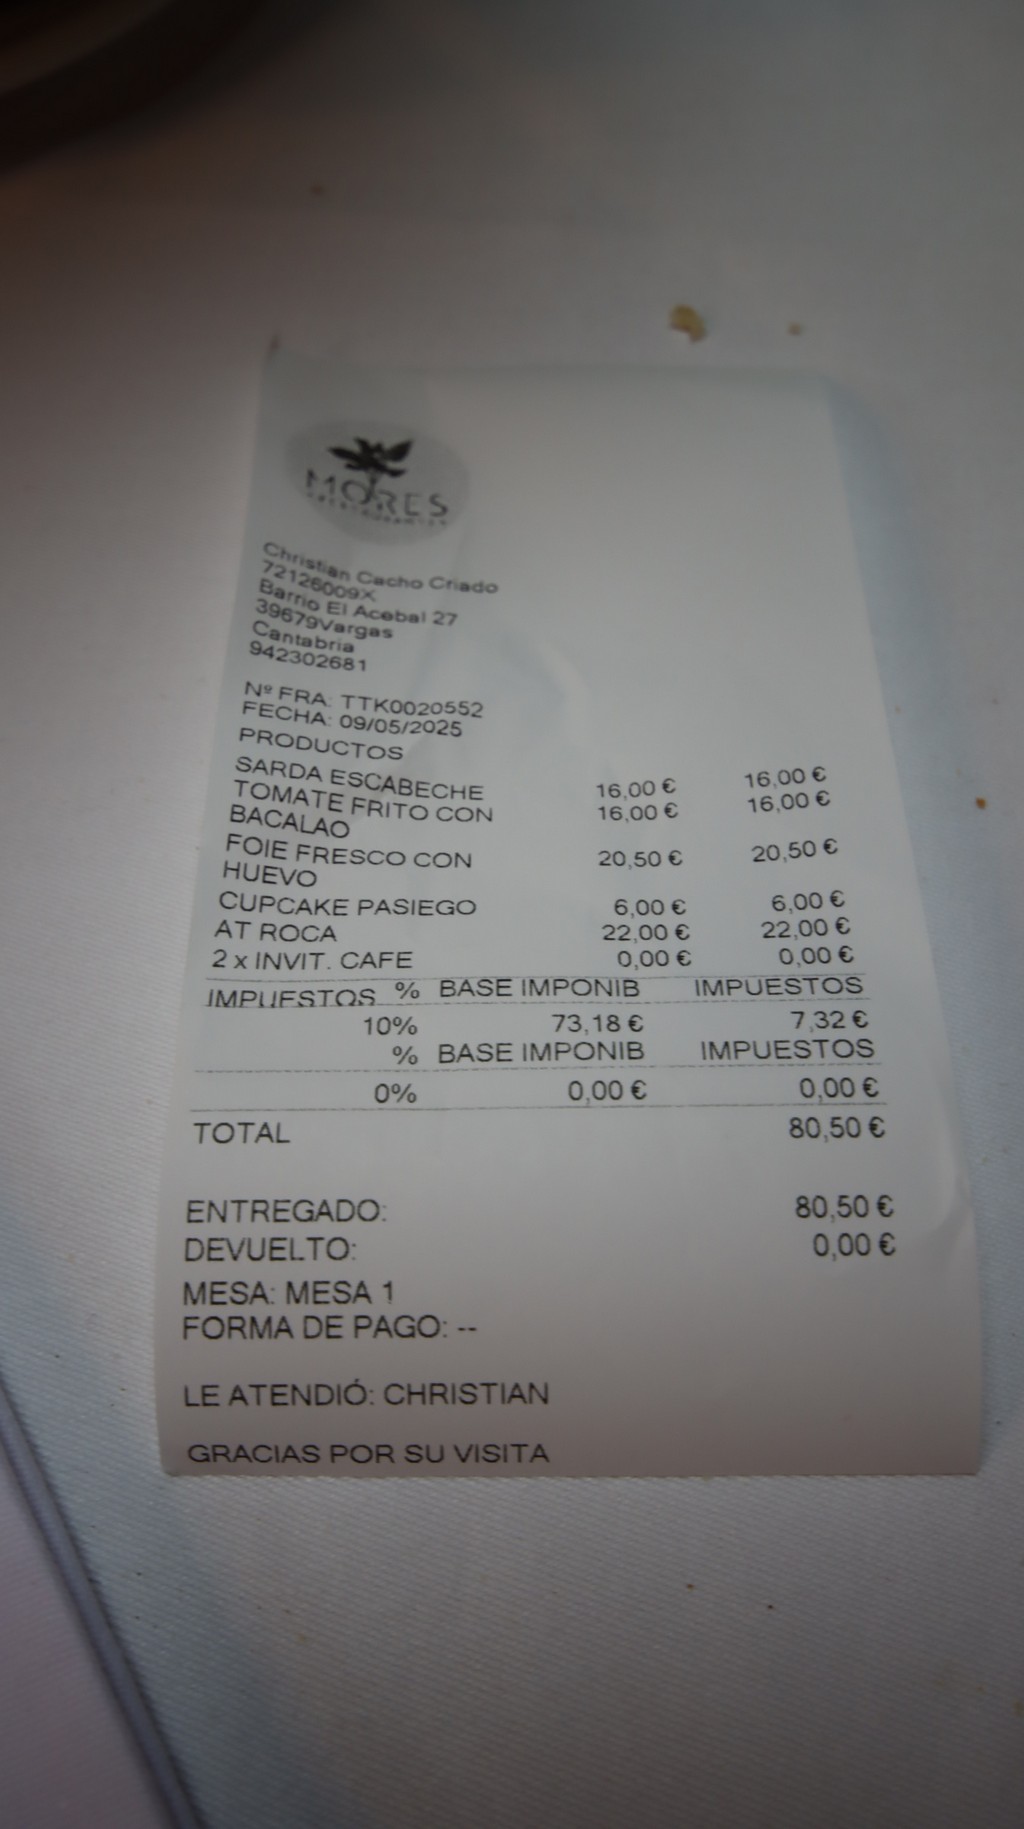 MORES
Christian Cacho Criado
72126009X
Barrio El Acebal 27
39679Vargas
Cantabria
942302681
Nº FRA: TTK0020552
FECHA: 09/05/2025
PRODUCTOS
SARDA ESCABECHE 16,00 € 16,00 €
TOMATE FRITO CON 16,00 € 16,00 €
BACALAO
FOIE FRESCO CON 20,50 € 20,50 €
HUEVO
CUPCAKE PASIEGO 6,00 € 6,00 €
AT ROCA 22,00 € 22,00 €
2 x INVIT. CAFE 0,00 € 0,00 €
IMPUESTOS % BASE IMPONIB IMPUESTOS
10% 73,18 € 7,32 €
% BASE IMPONIB IMPUESTOS
0% 0,00 € 0,00 €
TOTAL 80,50 €
ENTREGADO: 80,50 €
DEVUELTO: 0,00 €
MESA: MESA 1
FORMA DE PAGO: --
LE ATENDIÓ: CHRISTIAN
GRACIAS POR SU VISITA